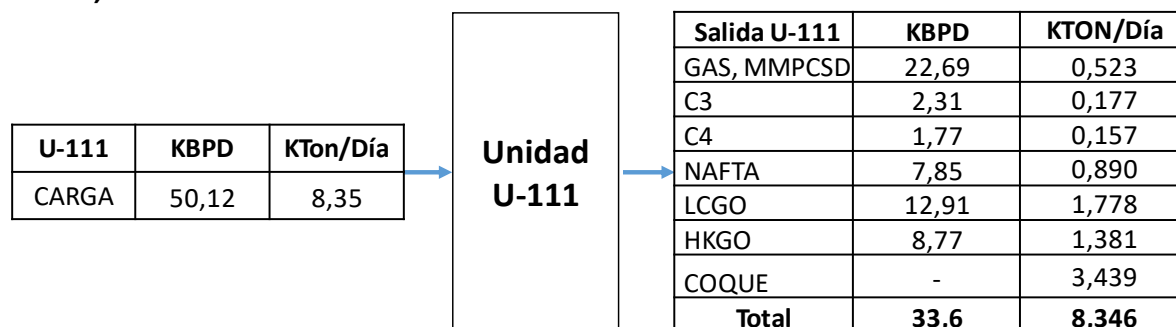 U-111 KBPD KTon/Día
CARGA 50,12 8,35
Unidad
U-111
Salida U-111 KBPD KTON/Día
GAS, MMPCSD 22,69 0,523
C3 2,31 0,177
C4 1,77 0,157
NAFTA 7,85 0,890
LCGO 12,91 1,778
HKGO 8,77 1,381
COQUE - 3,439
Total 33,6 8,346